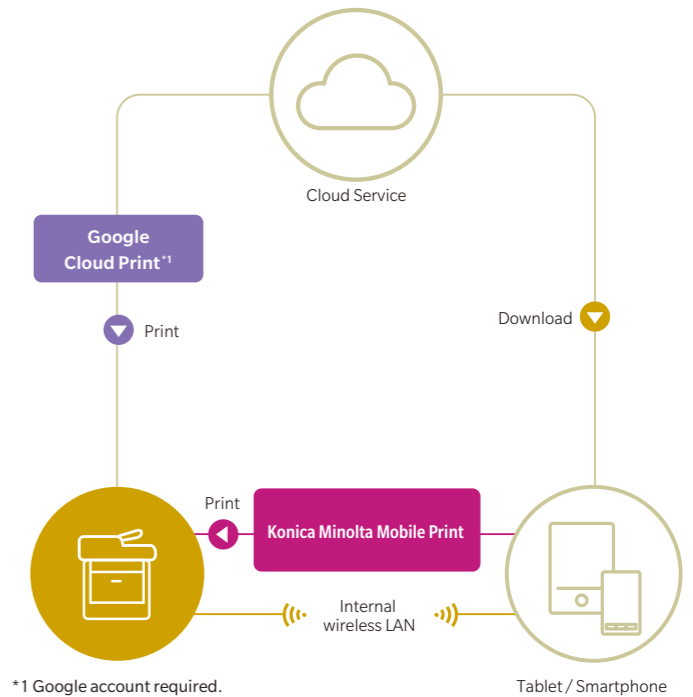 Cloud Service
Google
Cloud Print*1
Print
Download
Print
Konica Minolta Mobile Print
Internal
wireless LAN
*1 Google account required.
Tablet / Smartphone